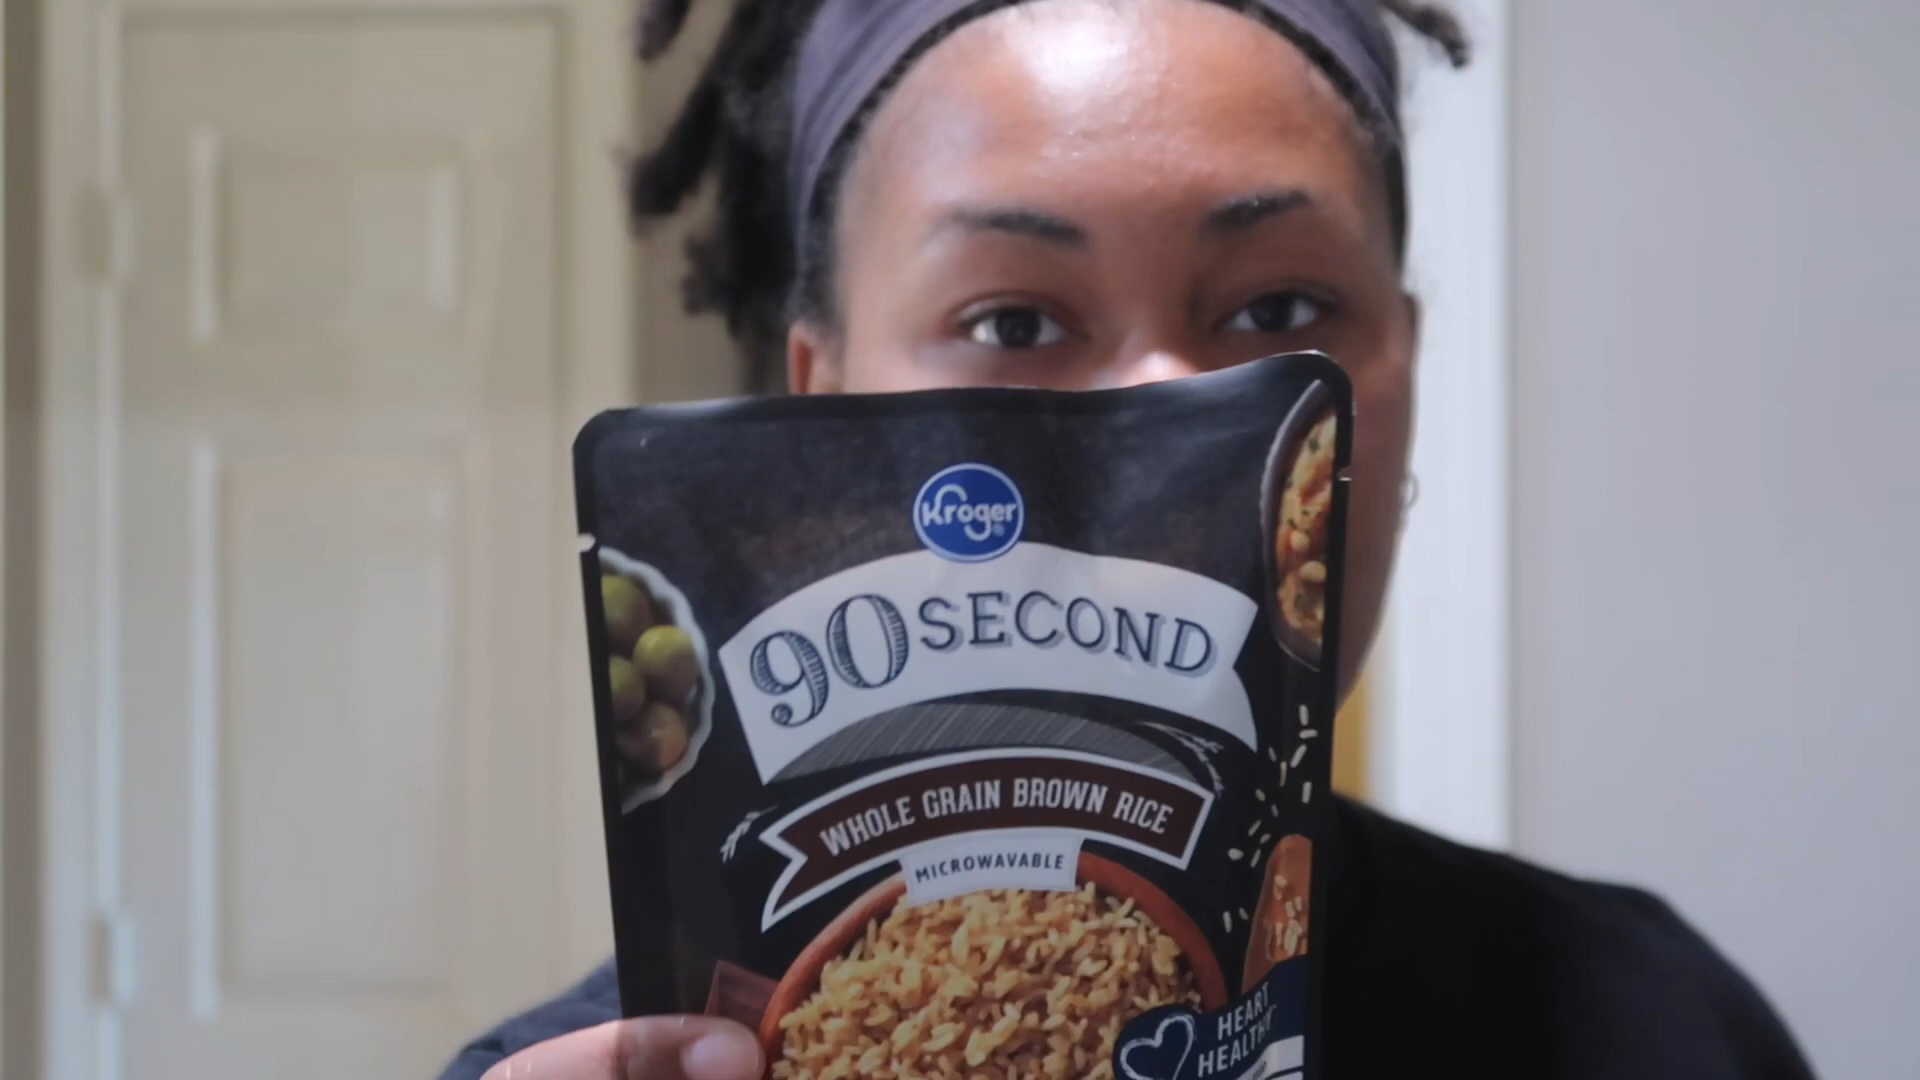 Kroger®
90 SECOND
WHOLE GRAIN BROWN RICE
MICROWAVABLE
HEART
HEALTHY